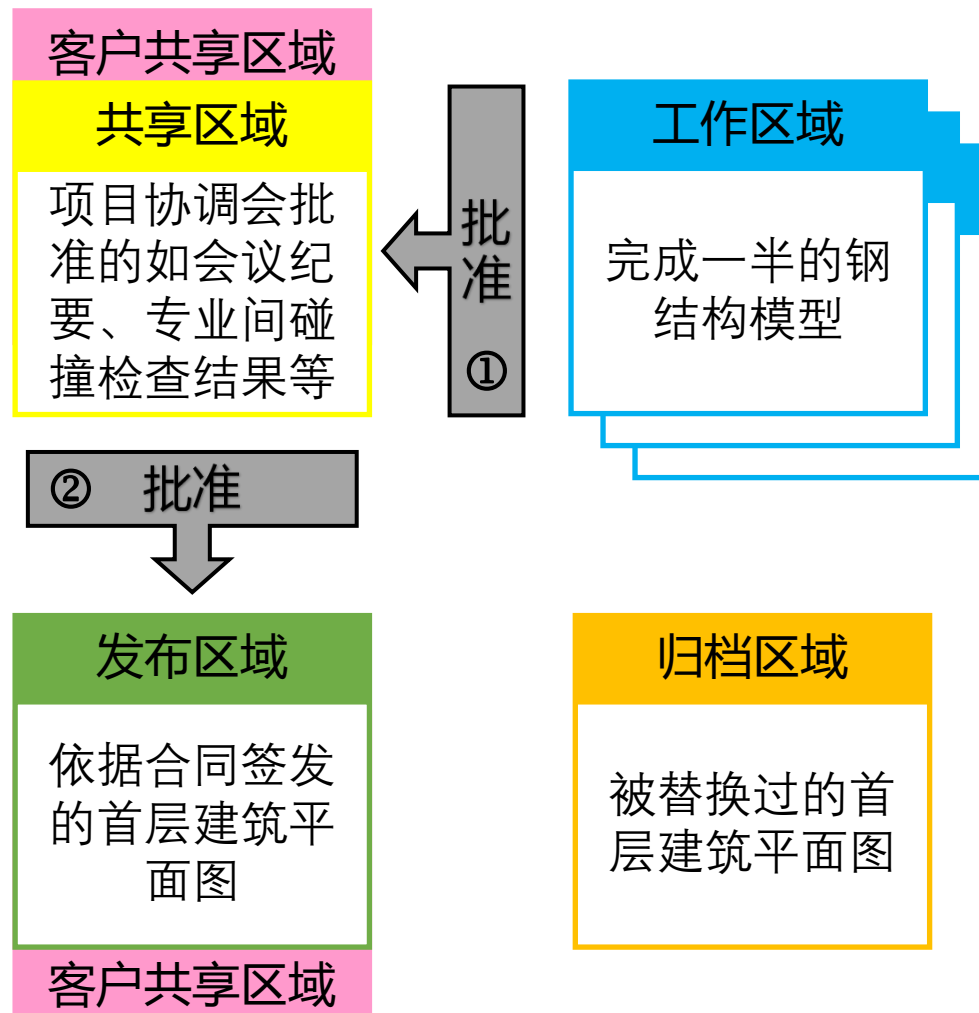 客户共享区域
共享区域
项目协调会批
准的如会议纪
要、专业间碰
撞检查结果等
批
准
①
工作区域
完成一半的钢
结构模型
② 批准
发布区域
依据合同签发
的首层建筑平
面图
客户共享区域
归档区域
被替换过的首
层建筑平面图